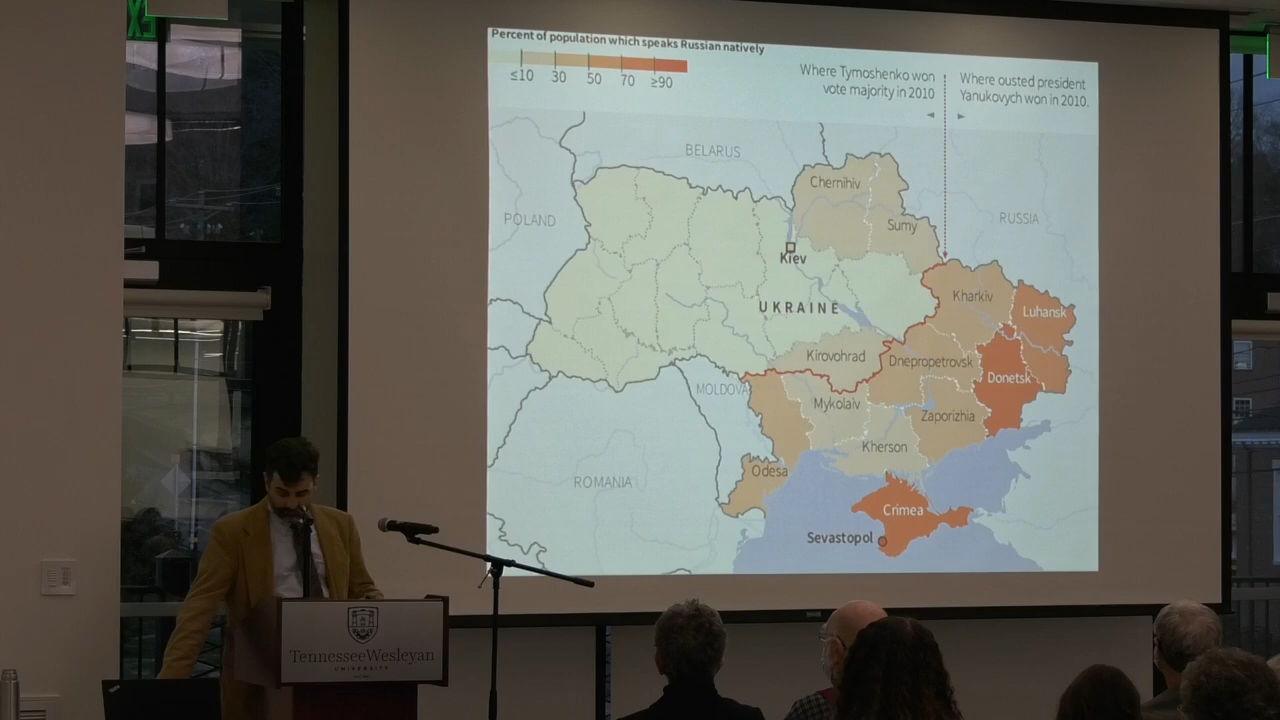 Percent of population which speaks Russian natively
≤10 30 50 70 ≥90
Where Tymoshenko won
vote majority in 2010
Where ousted president
Yanukovych won in 2010.
BELARUS
POLAND
RUSSIA
Chernihiv
Sumy
Kiev
UKRAINE
Kharkiv
Luhansk
Kirovohrad
Dnepropetrovsk
Donetsk
MOLDOVA
Mykolaiv
Zaporizhia
Kherson
Odesa
ROMANIA
Crimea
Sevastopol
TennesseeWesleyan
UNIVERSITY